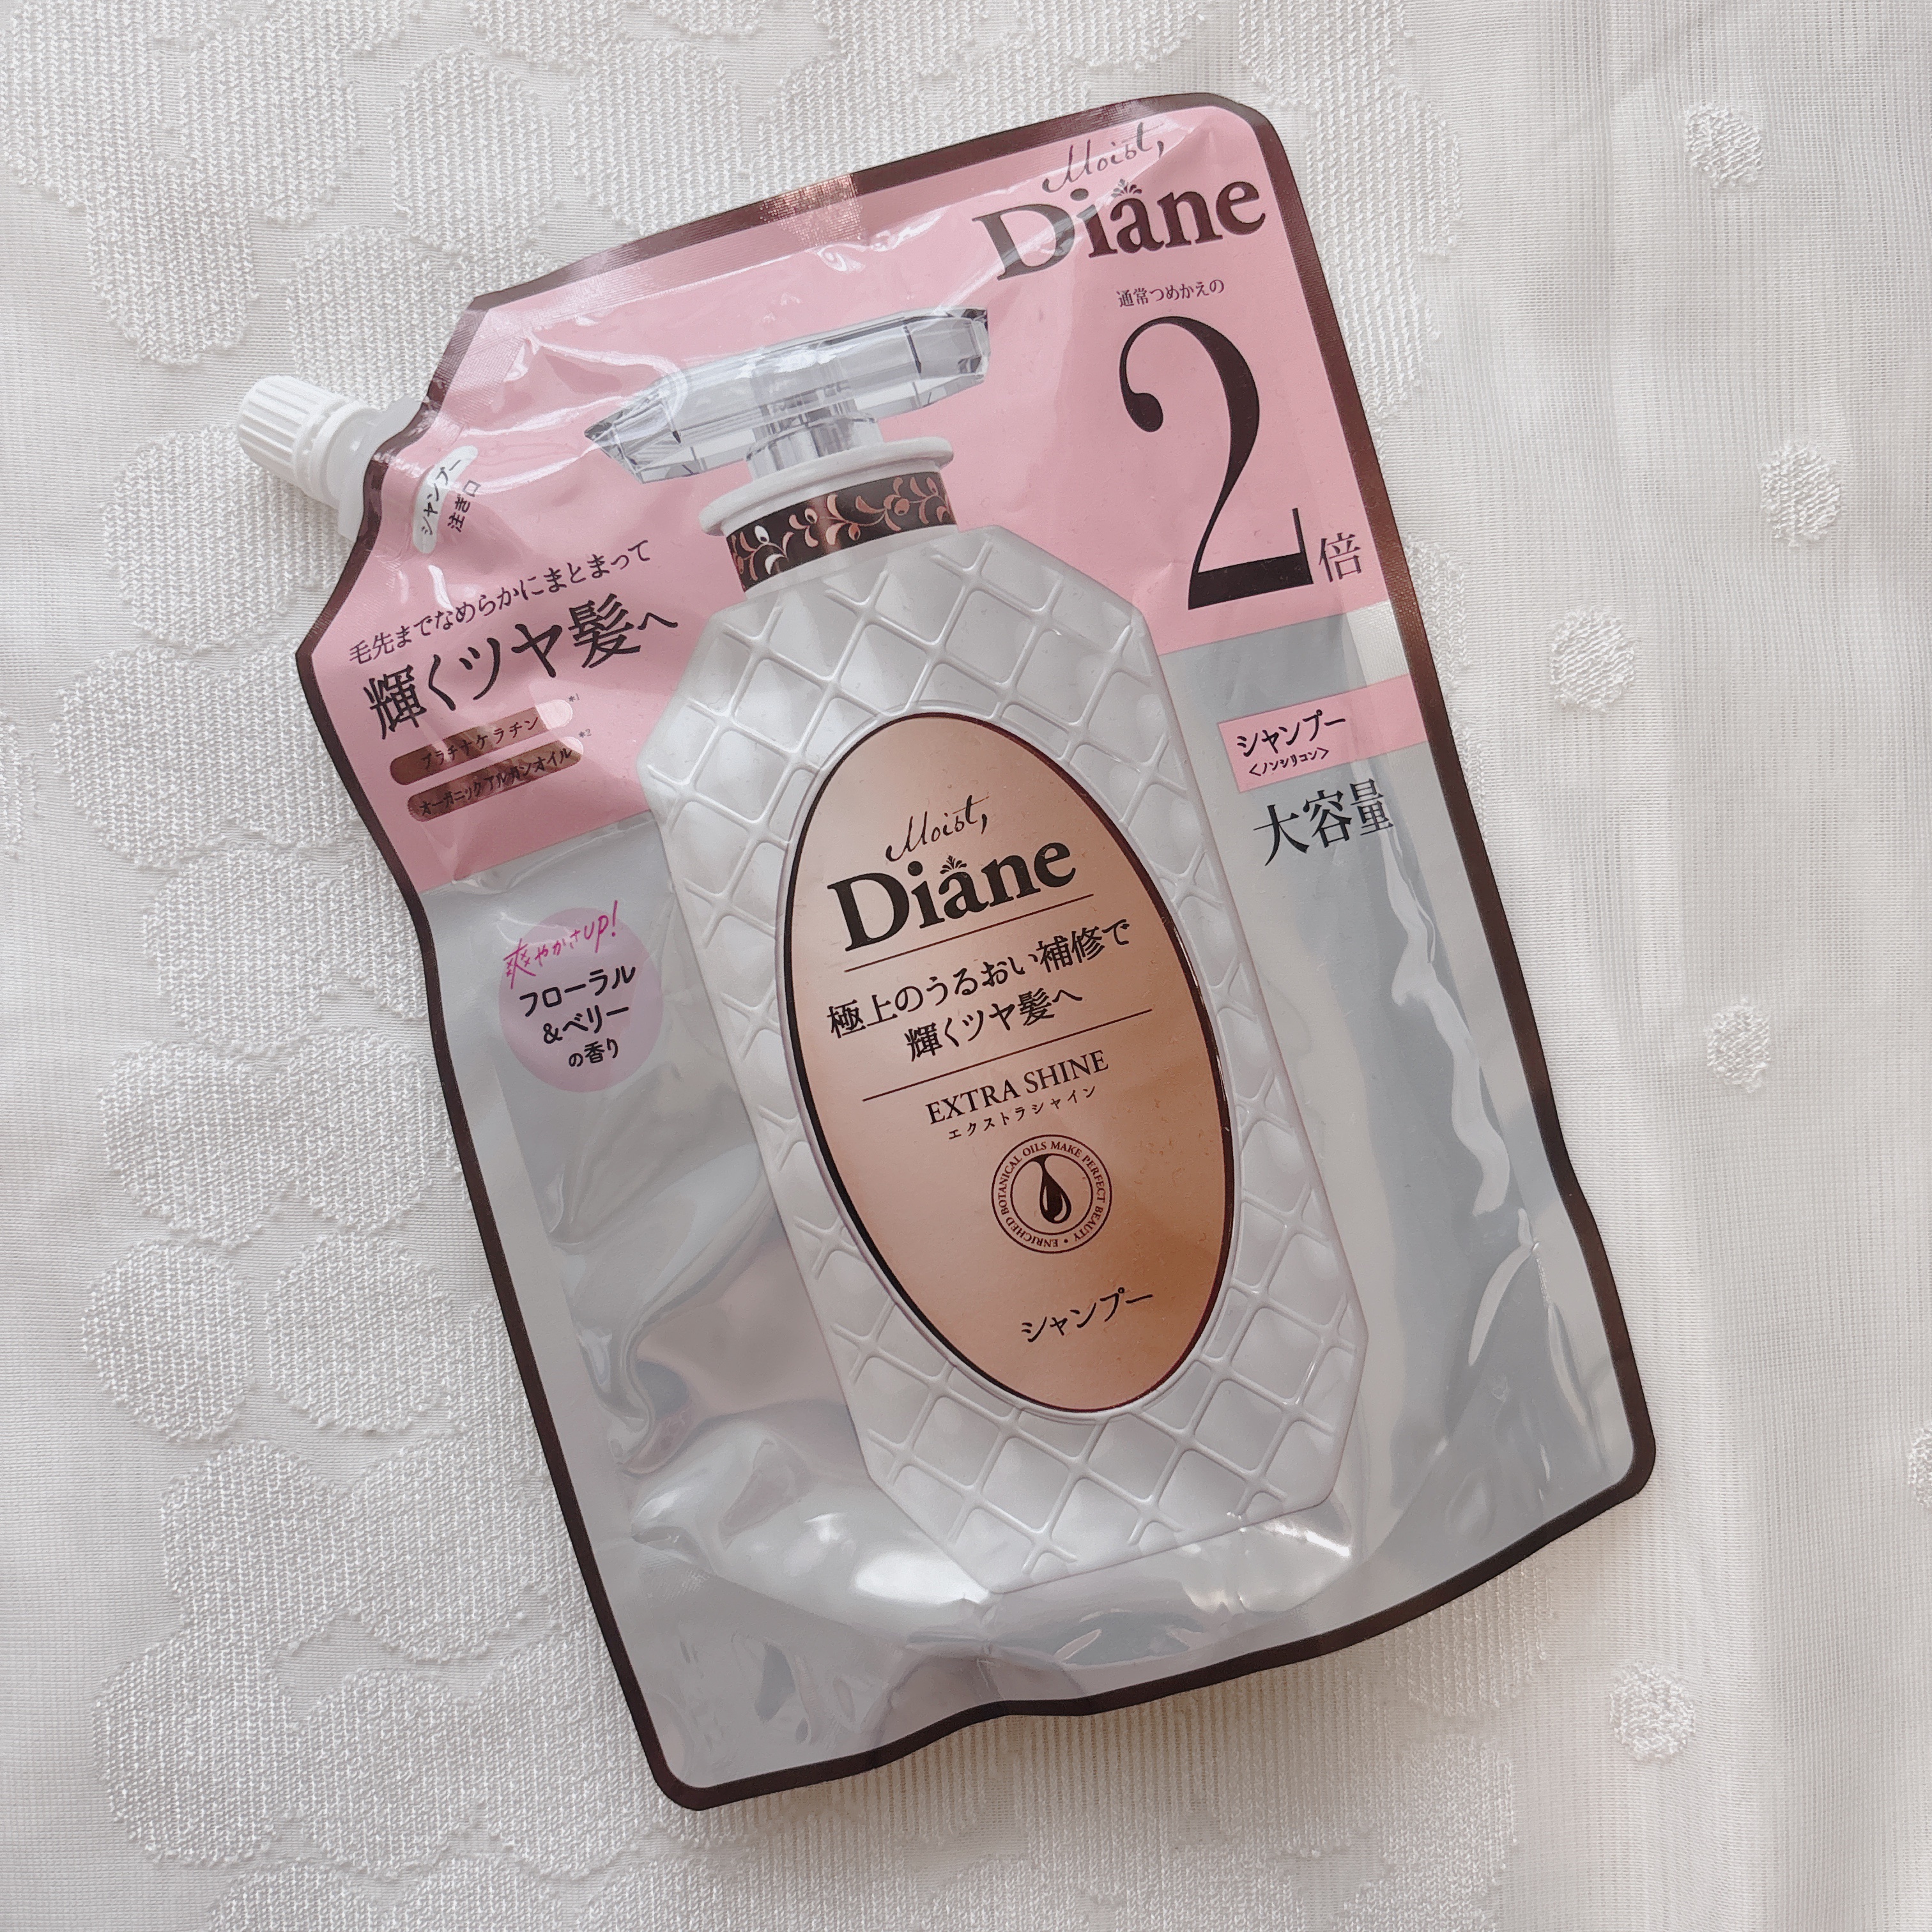 Moist,
Diane
通常つめかえの
2倍
シャンプー
注ぎ口
毛先までなめらかにまとまって
輝くツヤ髪へ
プラチナケラチン*1
オーガニックアルガンオイル*2
シャンプー
<ノンシリコン>
大容量
爽やかさup!
フローラル
&ベリー
の香り
Moist,
Diane
極上のうるおい補修で
輝くツヤ髪へ
EXTRA SHINE
エクストラシャイン
ENRICHED BOTANICAL OILS MAKE PERFECT BEAUTY •
シャンプー